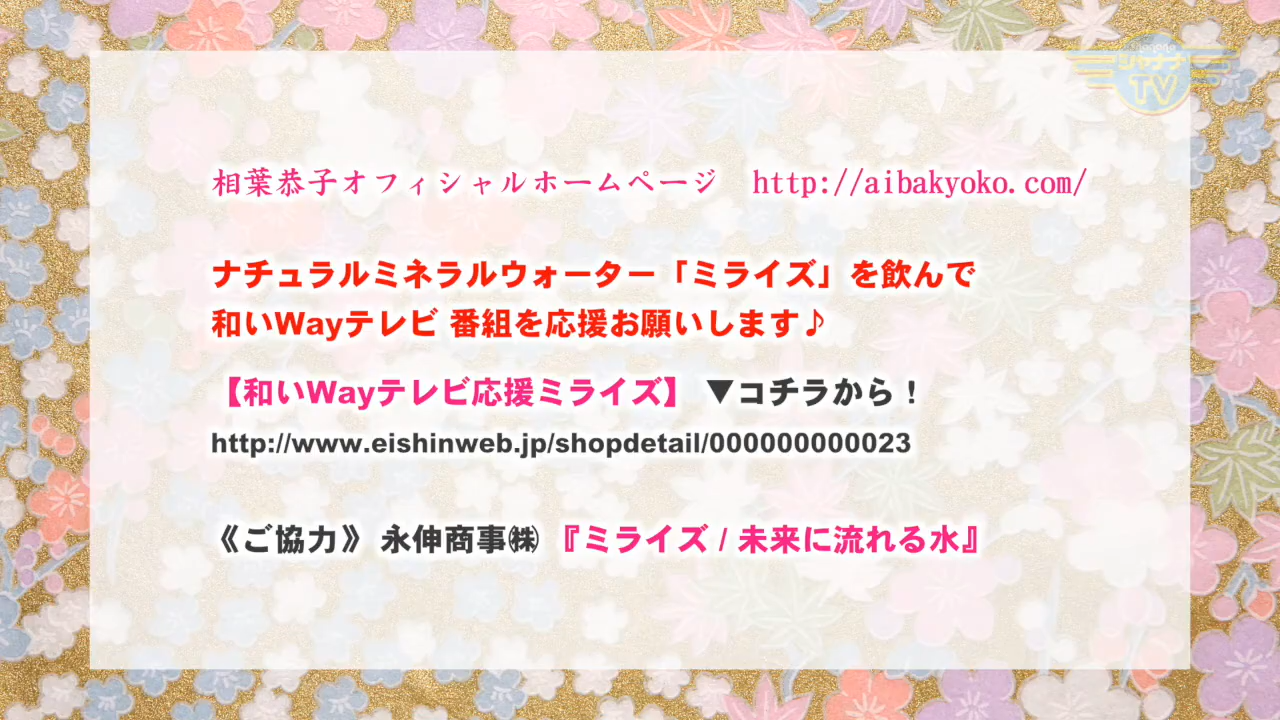 シャナナ
TV
相葉恭子オフィシャルホームページ　http://aibakyoko.com/
ナチュラルミネラルウォーター「ミライズ」を飲んで
和いWayテレビ 番組を応援お願いします♪
【和いWayテレビ応援ミライズ】 ▼コチラから！
http://www.eishinweb.jp/shopdetail/000000000023
《ご協力》 永伸商事㈱ 『ミライズ / 未来に流れる水』